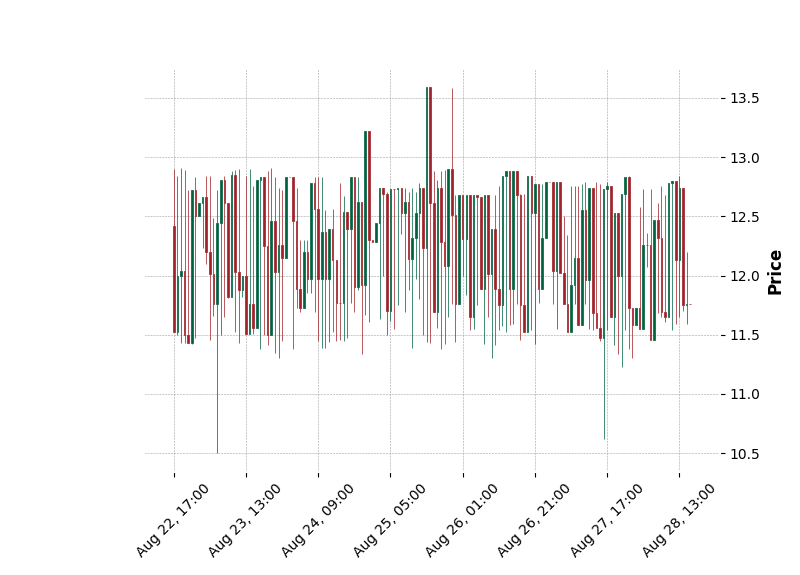 13.5
13.0
12.5
12.0
11.5
11.0
10.5
Price
Aug 22, 17:00
Aug 23, 13:00
Aug 24, 09:00
Aug 25, 05:00
Aug 26, 01:00
Aug 26, 21:00
Aug 27, 17:00
Aug 28, 13:00